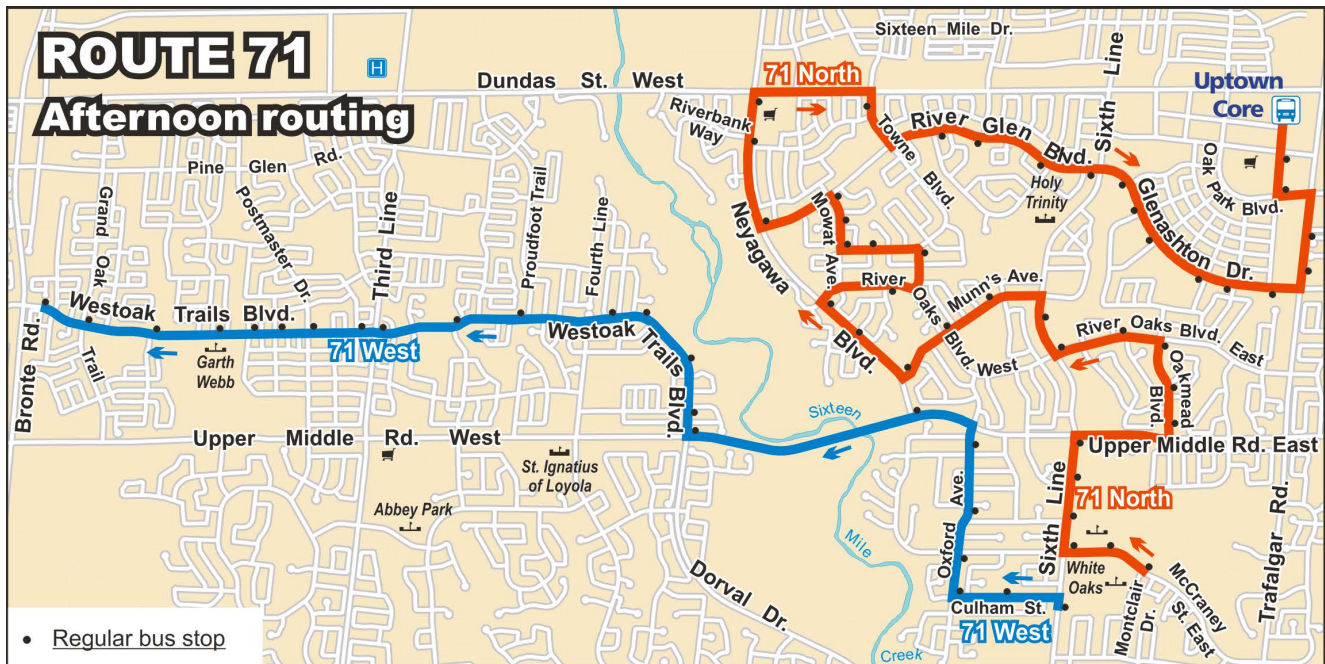 ROUTE 71
Afternoon routing
H
Sixteen Mile Dr.
Dundas St. West
71 North
Sixth Line
Uptown
Core
Riverbank
Way
Towne
Blvd.
River Glen Blvd.
Pine Glen Rd.
Grand Oak
Trail
Postmaster Dr.
Third Line
Proudfoot Trail
Fourth Line
Holy
Trinity
Oak Park Blvd.
Glenashton Dr.
Neyagawa
Blvd.
Mowat
Ave.
River
Oaks
Blvd.
West
Munn's Ave.
River Oaks Blvd.
East
Westoak Trails Blvd.
71 West
Garth
Webb
Westoak Trails Blvd.
Oakmead
Blvd.
Bronte Rd.
Upper Middle Rd. West
Upper Middle Rd. East
St. Ignatius
of Loyola
Abbey Park
Sixteen
Mile
Creek
Oxford Ave.
Sixth Line
71 North
White
Oaks
Montclair
Dr.
McCraney
St. East
Trafalgar Rd.
Dorval Dr.
Culham St.
71 West
Regular bus stop